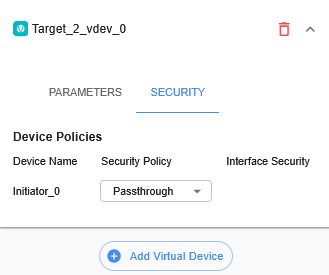 Target_2_vdev_0
PARAMETERS SECURITY
Device Policies
Device Name Security Policy Interface Security
Initiator_0 Passthrough
Add Virtual Device